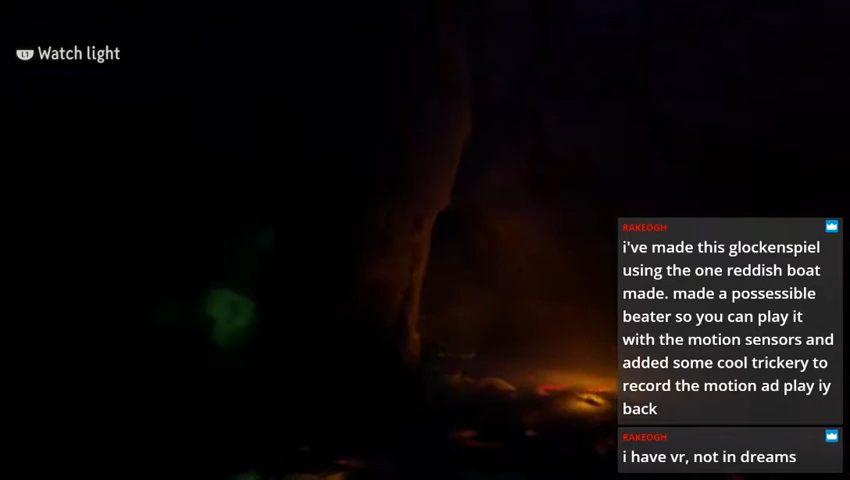 L1 Watch light
RAKEOGH
i've made this glockenspiel
using the one reddish boat
made. made a possessible
beater so you can play it
with the motion sensors and
added some cool trickery to
record the motion ad play iy
back
RAKEOGH
i have vr, not in dreams